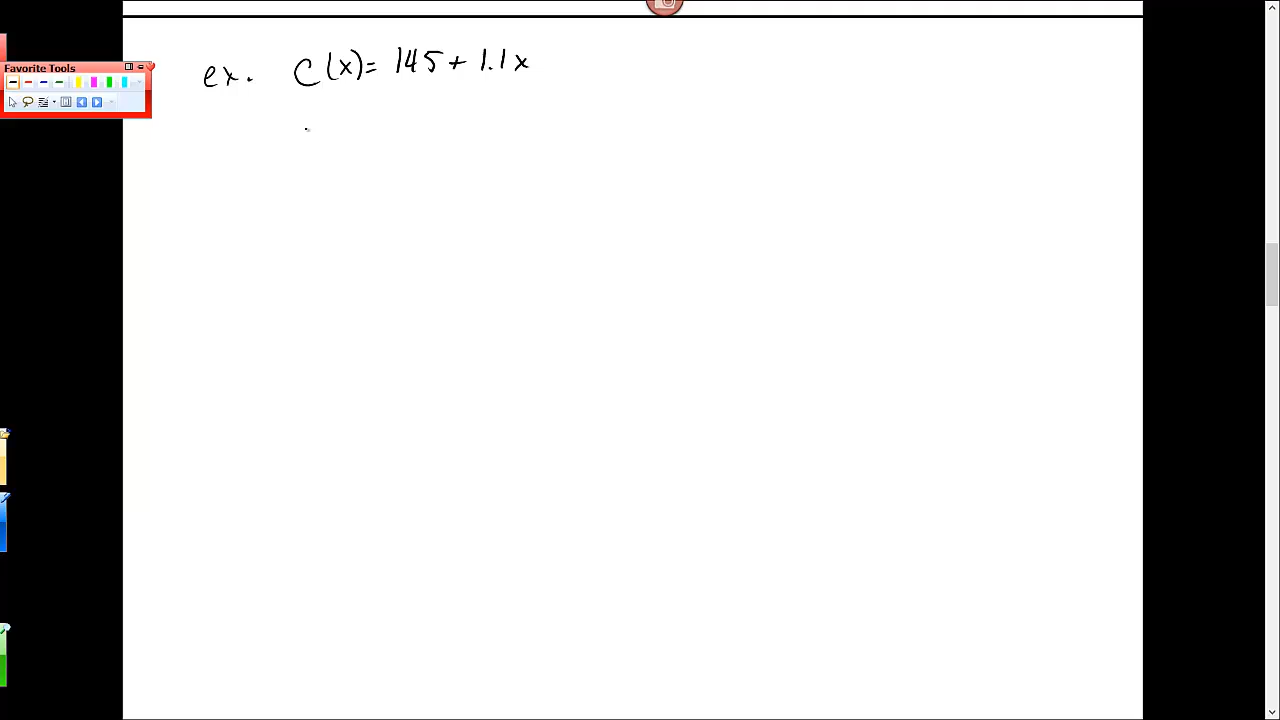 Favorite Tools
ex. C(x)= 145 + 1.1x